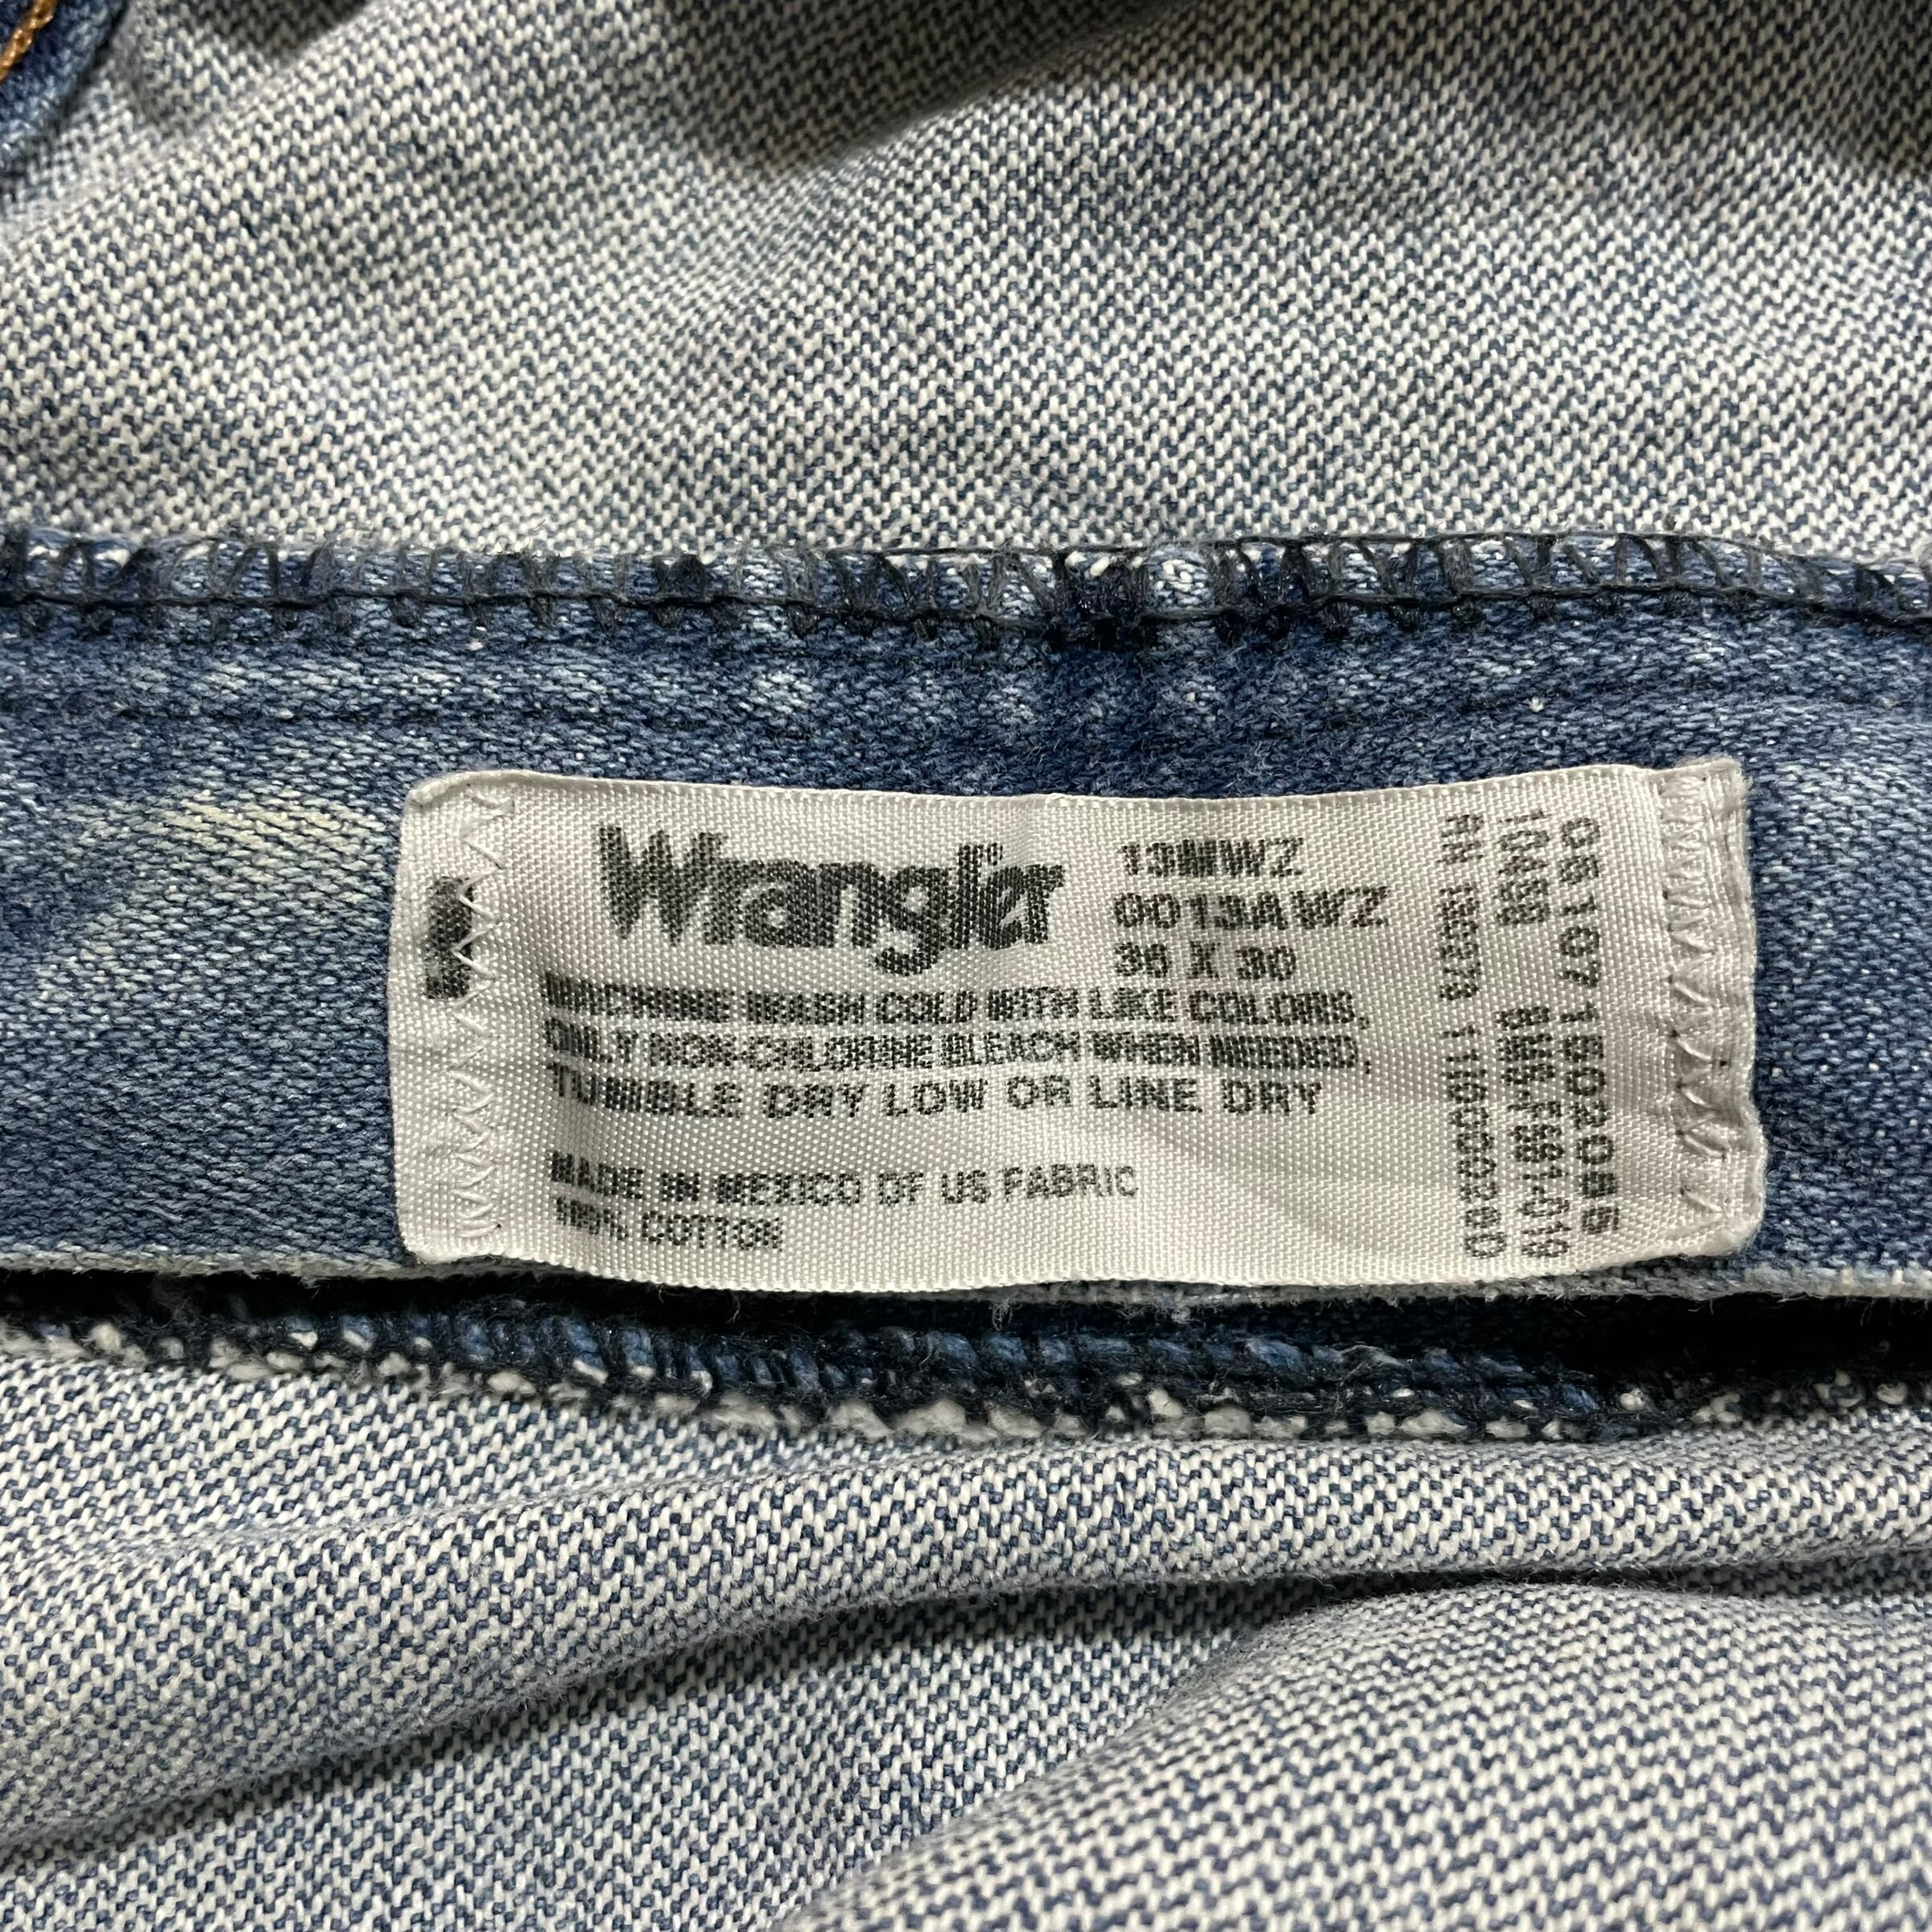 Wrangler®
13MWZ
0013AWZ
36 X 30
MACHINE WASH COLD WITH LIKE COLORS,
ONLY NON-CHLORINE BLEACH WHEN NEEDED,
TUMBLE DRY LOW OR LINE DRY
MADE IN MEXICO OF US FABRIC
100% COTTON